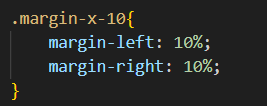 .margin-x-10{
    margin-left: 10%;
    margin-right: 10%;
}